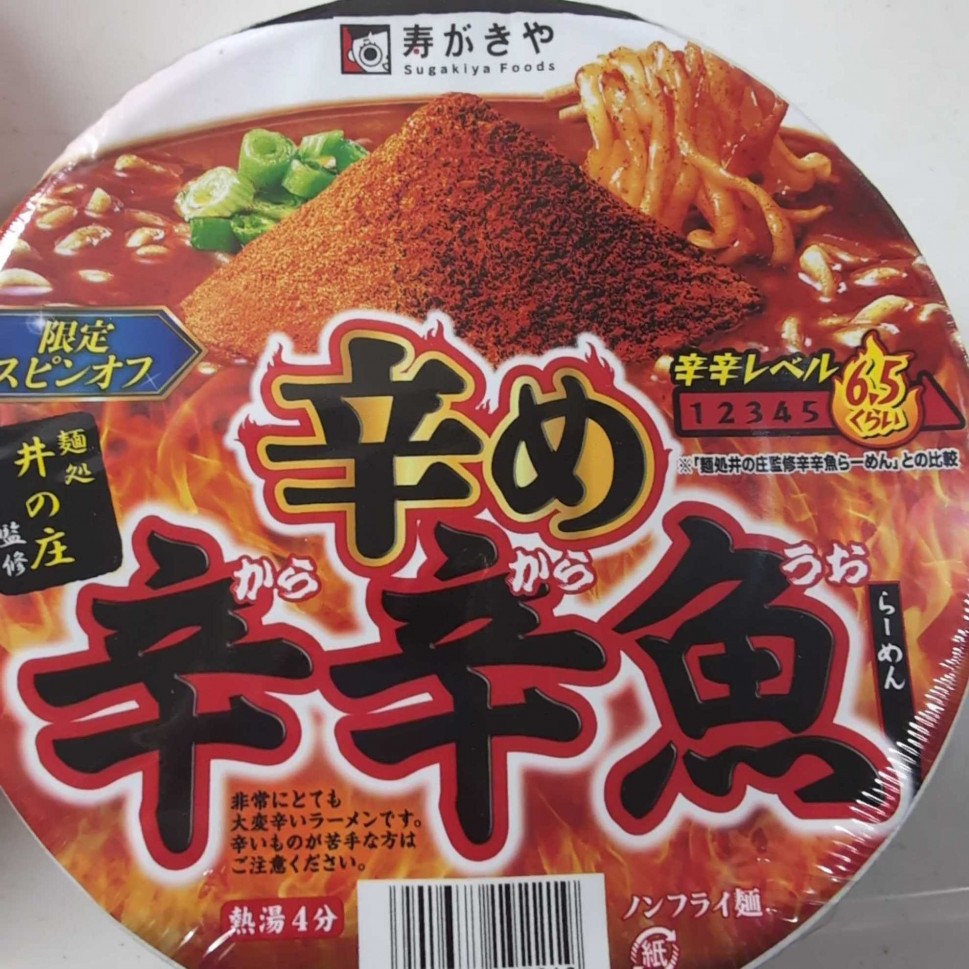 寿がきや
Sugakiya Foods
限定
スピンオフ
辛辛レベル
1 2 3 4 5
6.5
くらい
※「麺処井の庄監修辛辛魚らーめん」との比較
麺処
井の庄
監修
辛め
から から うお
辛辛魚
らーめん
非常にとても
大変辛いラーメンです。
辛いものが苦手な方は
ご注意ください。
熱湯4分
ノンフライ麺
紙